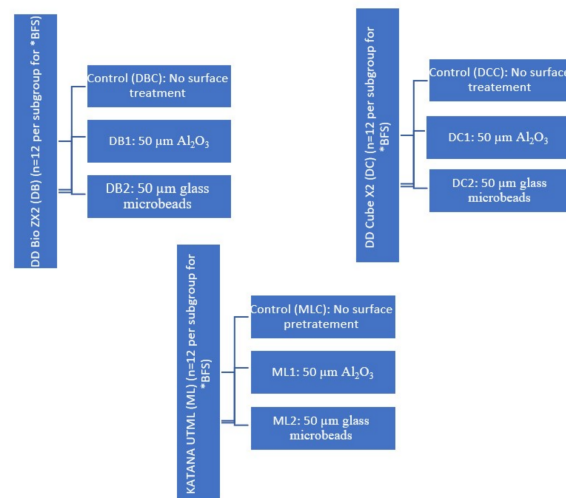 DD Bio ZX2 (DB) (n=12 per subgroup for
*BFS)
Control (DBC): No surface
treatment
DB1: 50 μm Al₂O₃
DB2: 50 μm glass
microbeads
DD Cube X2 (DC) (n=12 per subgroup for
*BFS)
Control (DCC): No surface
treatement
DC1: 50 μm Al₂O₃
DC2: 50 μm glass
microbeads
KATANA UTML (ML) (n=12 per subgroup for
*BFS)
Control (MLC): No surface
pretratement
ML1: 50 μm Al₂O₃
ML2: 50 μm glass
microbeads